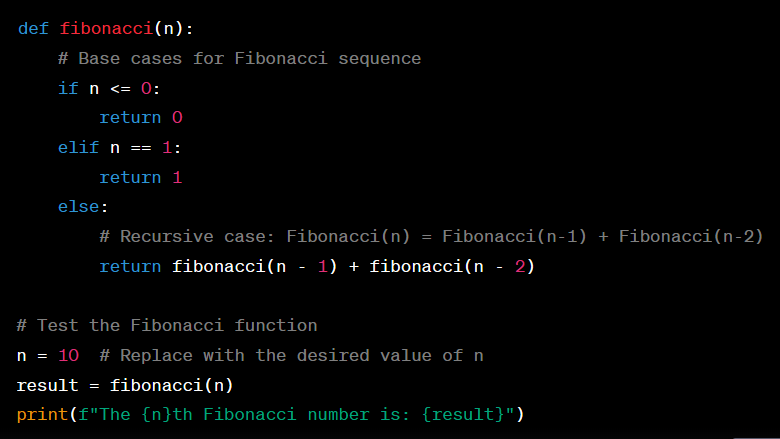 def fibonacci(n):
    # Base cases for Fibonacci sequence
    if n <= 0:
        return 0
    elif n == 1:
        return 1
    else:
        # Recursive case: Fibonacci(n) = Fibonacci(n-1) + Fibonacci(n-2)
        return fibonacci(n - 1) + fibonacci(n - 2)

# Test the Fibonacci function
n = 10  # Replace with the desired value of n
result = fibonacci(n)
print(f"The {n}th Fibonacci number is: {result}")